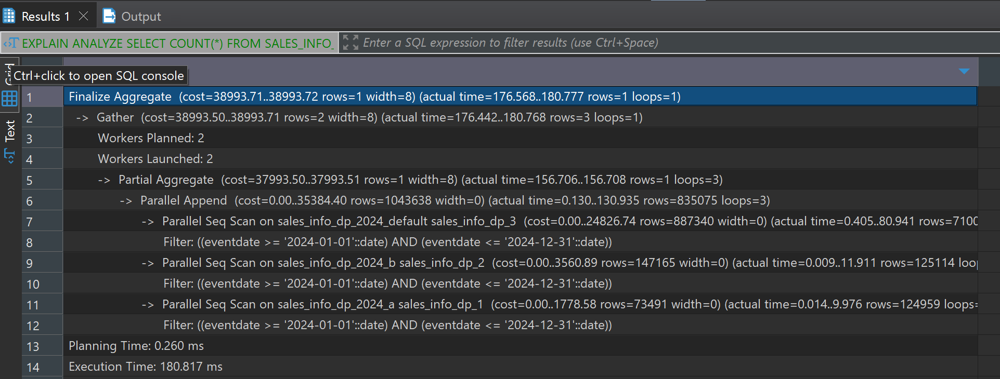 Results 1
Output
EXPLAIN ANALYZE SELECT COUNT(*) FROM SALES_INFO_
Enter a SQL expression to filter results (use Ctrl+Space)
Ctrl+click to open SQL console
Text
1 Finalize Aggregate (cost=38993.71..38993.72 rows=1 width=8) (actual time=176.568..180.777 rows=1 loops=1)
2 -> Gather (cost=38993.50..38993.71 rows=2 width=8) (actual time=176.442..180.768 rows=3 loops=1)
3 Workers Planned: 2
4 Workers Launched: 2
5 -> Partial Aggregate (cost=37993.50..37993.51 rows=1 width=8) (actual time=156.706..156.708 rows=1 loops=3)
6 -> Parallel Append (cost=0.00..35384.40 rows=1043638 width=0) (actual time=0.130..130.935 rows=835075 loops=3)
7 -> Parallel Seq Scan on sales_info_dp_2024_default sales_info_dp_3 (cost=0.00..24826.74 rows=887340 width=0) (actual time=0.405..80.941 rows=7100
8 Filter: ((eventdate >= '2024-01-01'::date) AND (eventdate <= '2024-12-31'::date))
9 -> Parallel Seq Scan on sales_info_dp_2024_b sales_info_dp_2 (cost=0.00..3560.89 rows=147165 width=0) (actual time=0.009..11.911 rows=125114 loo
10 Filter: ((eventdate >= '2024-01-01'::date) AND (eventdate <= '2024-12-31'::date))
11 -> Parallel Seq Scan on sales_info_dp_2024_a sales_info_dp_1 (cost=0.00..1778.58 rows=73491 width=0) (actual time=0.014..9.976 rows=124959 loops=
12 Filter: ((eventdate >= '2024-01-01'::date) AND (eventdate <= '2024-12-31'::date))
13 Planning Time: 0.260 ms
14 Execution Time: 180.817 ms